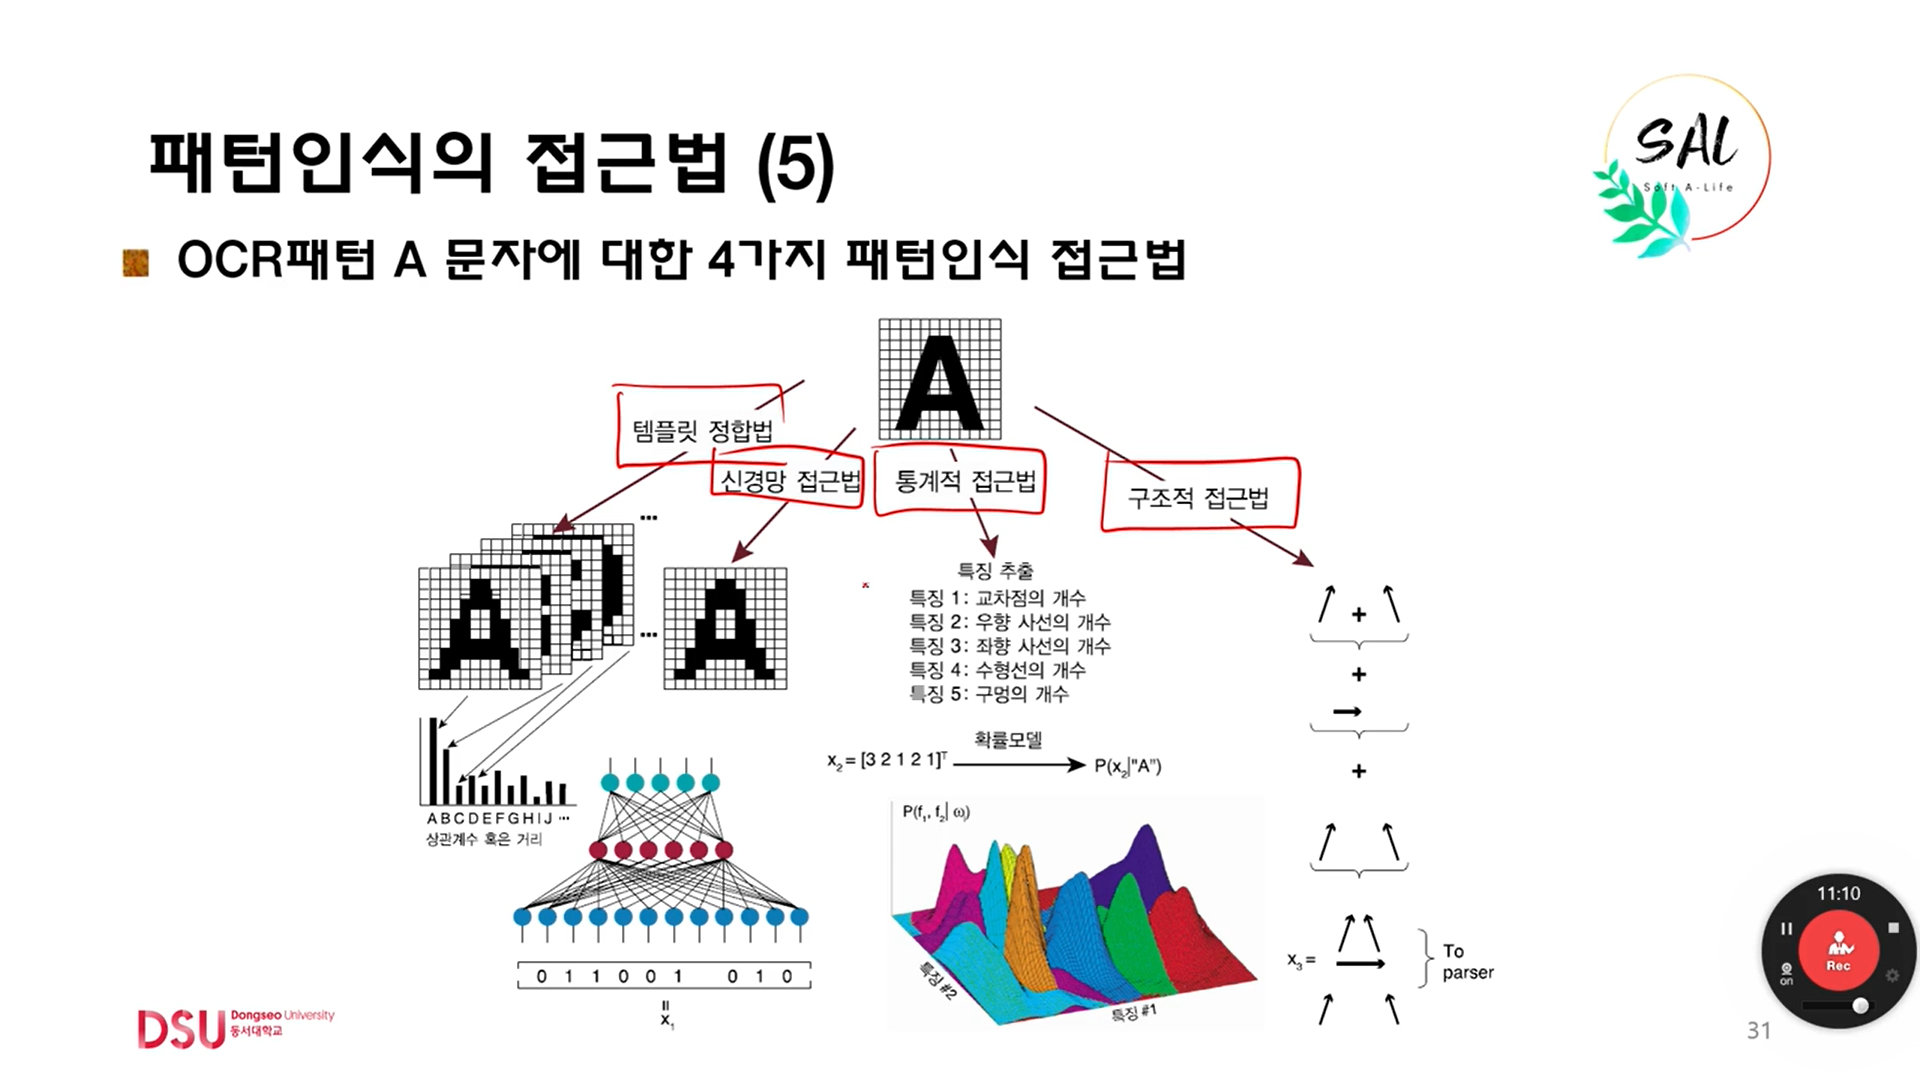 패턴인식의 접근법 (5)
SAL
Soft A-Life
OCR패턴 A 문자에 대한 4가지 패턴인식 접근법
A
템플릿 정합법
신경망 접근법
통계적 접근법
구조적 접근법
...
...
A
A
특징 추출
특징 1: 교차점의 개수
특징 2: 우향 사선의 개수
특징 3: 좌향 사선의 개수
특징 4: 수형선의 개수
특징 5: 구멍의 개수
+
+
+
확률모델
x₂= [3 2 1 2 1]ᵀ
P(x₂|"A")
A B C D E F G H I J ...
상관계수 혹은 거리
P(f₁, f₂| ωᵢ)
특징 #2
특징 #1
0 1 1 0 0 1 0 1 0
=
x₁
x₃=
To
parser
11:10
Rec
on
DSU Dongseo University
동서대학교
31